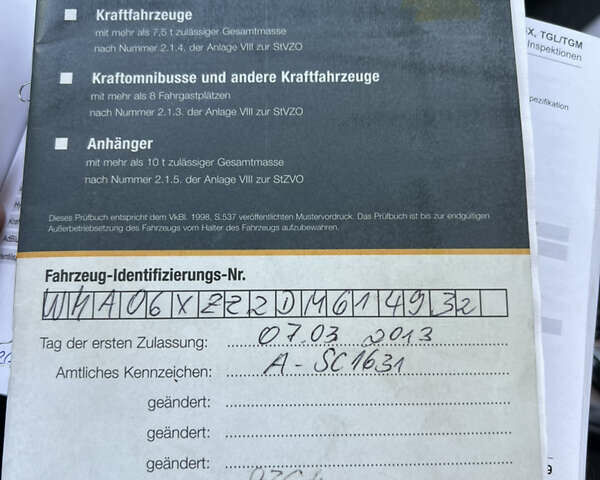 Kraftfahrzeuge
mit mehr als 7,5 t zulässiger Gesamtmasse
nach Nummer 2.1.4. der Anlage VIII zur StVZO
Kraftomnibusse und andere Kraftfahrzeuge
mit mehr als 8 Fahrgastplätzen
nach Nummer 2.1.3. der Anlage VIII zur StVZO
Anhänger
mit mehr als 10 t zulässiger Gesamtmasse
nach Nummer 2.1.5. der Anlage VIII zur StZVO
Dieses Prüfbuch entspricht dem VkBl. 1998, S.537 veröffentlichten Mustervordruck. Das Prüfbuch ist bis zur endgültigen
Außerbetriebsetzung des Fahrzeugs vom Halter des Fahrzeugs aufzubewahren.
Fahrzeug-Identifizierungs-Nr.
WMA06XZZ2DM614932
Tag der ersten Zulassung: 07.03 2013
Amtliches Kennzeichen: A - SC1631
geändert:
geändert:
geändert:
X, TGL/TGM
Inspektionen
pezifikation
9